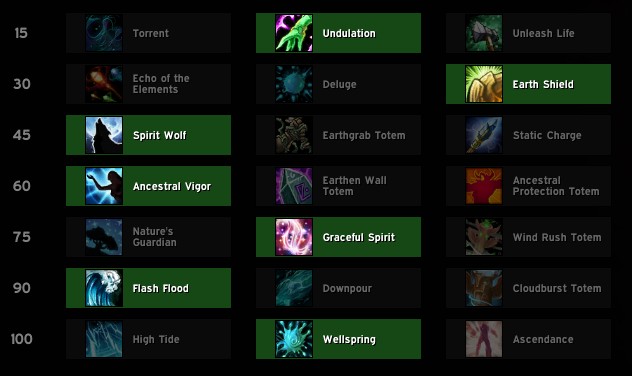 15 Torrent Undulation Unleash Life
30 Echo of the Elements Deluge Earth Shield
45 Spirit Wolf Earthgrab Totem Static Charge
60 Ancestral Vigor Earthen Wall Totem Ancestral Protection Totem
75 Nature's Guardian Graceful Spirit Wind Rush Totem
90 Flash Flood Downpour Cloudburst Totem
100 High Tide Wellspring Ascendance